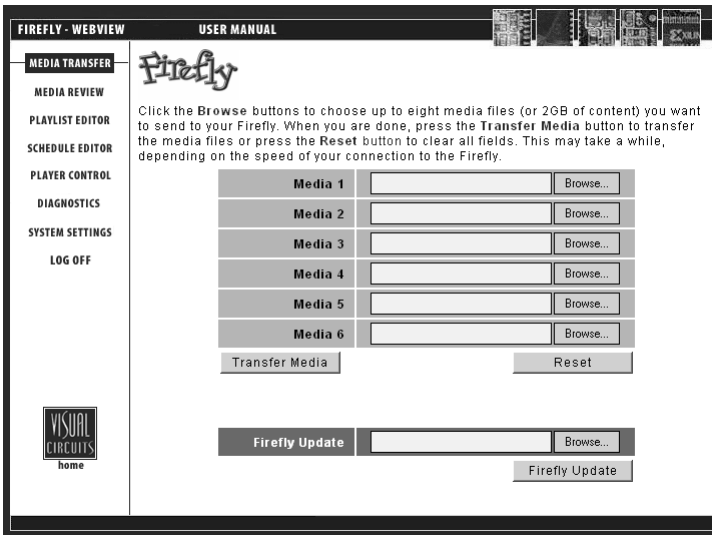 FIREFLY - WEBVIEW USER MANUAL
XILIN
MEDIA TRANSFER
MEDIA REVIEW
PLAYLIST EDITOR
SCHEDULE EDITOR
PLAYER CONTROL
DIAGNOSTICS
SYSTEM SETTINGS
LOG OFF
VISUAL
CIRCUITS
home
Firefly
Click the Browse buttons to choose up to eight media files (or 2GB of content) you want
to send to your Firefly. When you are done, press the Transfer Media button to transfer
the media files or press the Reset button to clear all fields. This may take a while,
depending on the speed of your connection to the Firefly.
Media 1 Browse...
Media 2 Browse...
Media 3 Browse...
Media 4 Browse...
Media 5 Browse...
Media 6 Browse...
Transfer Media Reset
Firefly Update Browse...
Firefly Update